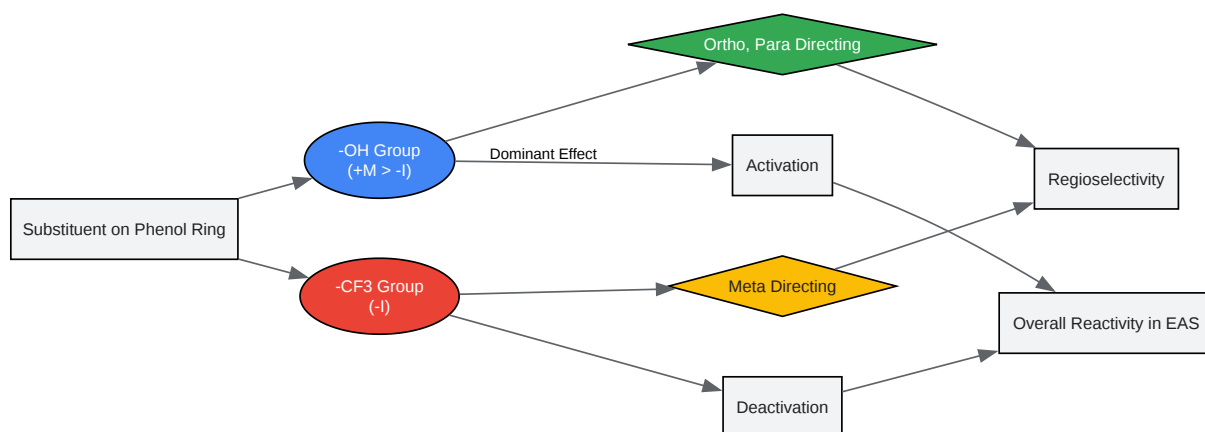 Ortho, Para Directing
-OH Group
(+M > -I)
Dominant Effect
Activation
Regioselectivity
Substituent on Phenol Ring
-CF3 Group
(-I)
Meta Directing
Overall Reactivity in EAS
Deactivation